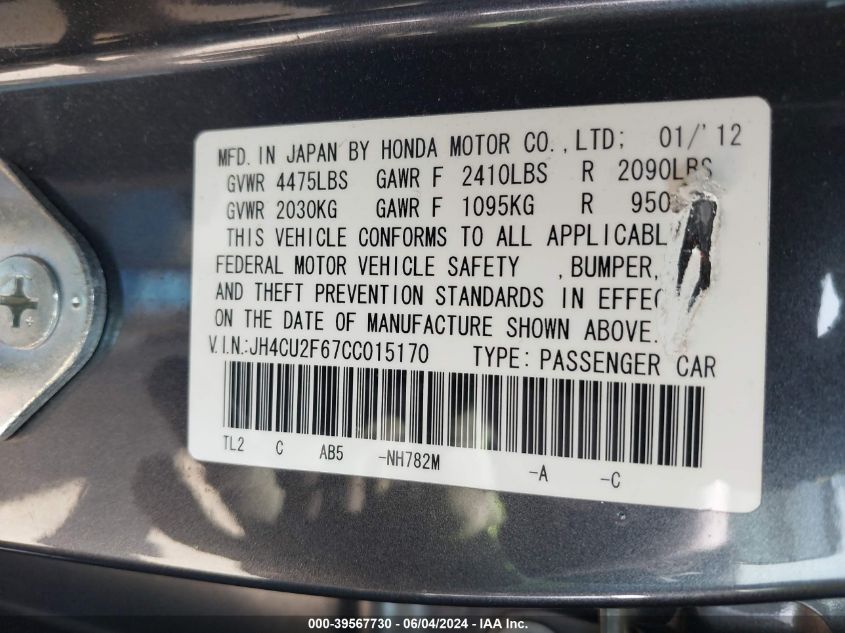 MFD. IN JAPAN BY HONDA MOTOR CO., LTD; 01/'12
GVWR 4475LBS GAWR F 2410LBS R 2090LBS
GVWR 2030KG GAWR F 1095KG R 950
THIS VEHICLE CONFORMS TO ALL APPLICABL
FEDERAL MOTOR VEHICLE SAFETY , BUMPER,
AND THEFT PREVENTION STANDARDS IN EFFEC
ON THE DATE OF MANUFACTURE SHOWN ABOVE.
V.I.N.: JH4CU2F67CC015170 TYPE: PASSENGER CAR
TL2 C AB5 -NH782M -A -C
000-39567730 - 06/04/2024 - IAA Inc.